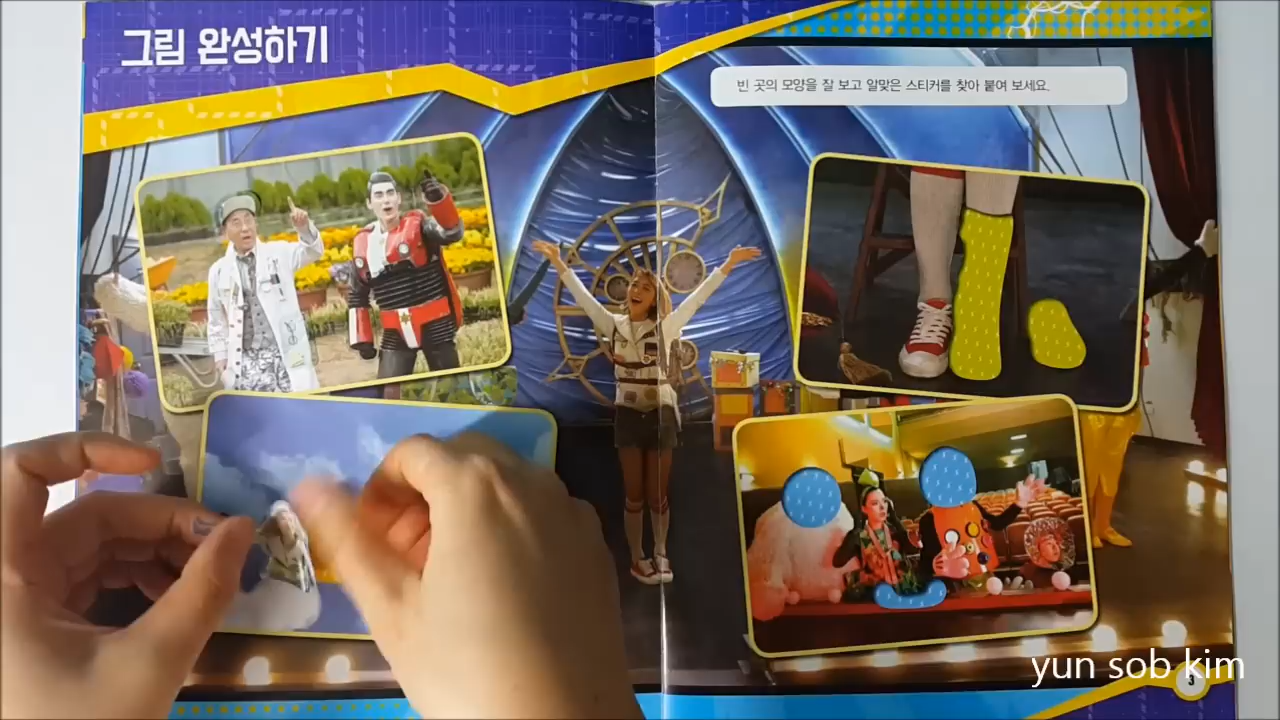 그림 완성하기
빈 곳의 모양을 잘 보고 알맞은 스티커를 찾아 붙여 보세요.
yun sob kim
3